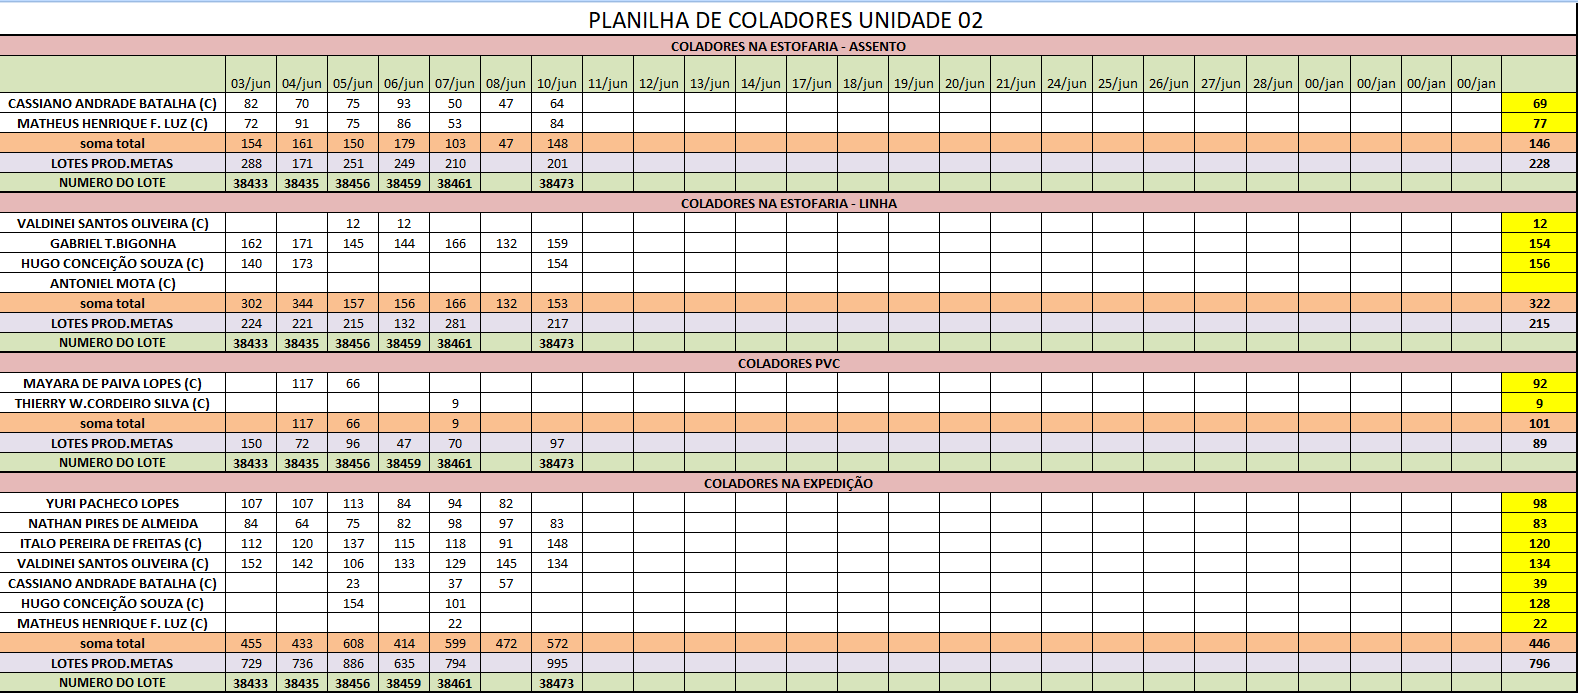 PLANILHA DE COLADORES UNIDADE 02
COLADORES NA ESTOFARIA - ASSENTO
03/jun 04/jun 05/jun 06/jun 07/jun 08/jun 10/jun 11/jun 12/jun 13/jun 14/jun 17/jun 18/jun 19/jun 20/jun 21/jun 24/jun 25/jun 26/jun 27/jun 28/jun 00/jan 00/jan 00/jan 00/jan
CASSIANO ANDRADE BATALHA (C) 82 70 75 93 50 47 64 69
MATHEUS HENRIQUE F. LUZ (C) 72 91 75 86 53 84 77
soma total 154 161 150 179 103 47 148 146
LOTES PROD.METAS 288 171 251 249 210 201 228
NUMERO DO LOTE 38433 38435 38456 38459 38461 38473
COLADORES NA ESTOFARIA - LINHA
VALDINEI SANTOS OLIVEIRA (C) 12 12 12
GABRIEL T.BIGONHA 162 171 145 144 166 132 159 154
HUGO CONCEIÇÃO SOUZA (C) 140 173 154 156
ANTONIEL MOTA (C)
soma total 302 344 157 156 166 132 153 322
LOTES PROD.METAS 224 221 215 132 281 217 215
NUMERO DO LOTE 38433 38435 38456 38459 38461 38473
COLADORES PVC
MAYARA DE PAIVA LOPES (C) 117 66 92
THIERRY W.CORDEIRO SILVA (C) 9 9
soma total 117 66 9 101
LOTES PROD.METAS 150 72 96 47 70 97 89
NUMERO DO LOTE 38433 38435 38456 38459 38461 38473
COLADORES NA EXPEDIÇÃO
YURI PACHECO LOPES 107 107 113 84 94 82 98
NATHAN PIRES DE ALMEIDA 84 64 75 82 98 97 83 83
ITALO PEREIRA DE FREITAS (C) 112 120 137 115 118 91 148 120
VALDINEI SANTOS OLIVEIRA (C) 152 142 106 133 129 145 134 134
CASSIANO ANDRADE BATALHA (C) 23 37 57 39
HUGO CONCEIÇÃO SOUZA (C) 154 101 128
MATHEUS HENRIQUE F. LUZ (C) 22 22
soma total 455 433 608 414 599 472 572 446
LOTES PROD.METAS 729 736 886 635 794 995 796
NUMERO DO LOTE 38433 38435 38456 38459 38461 38473